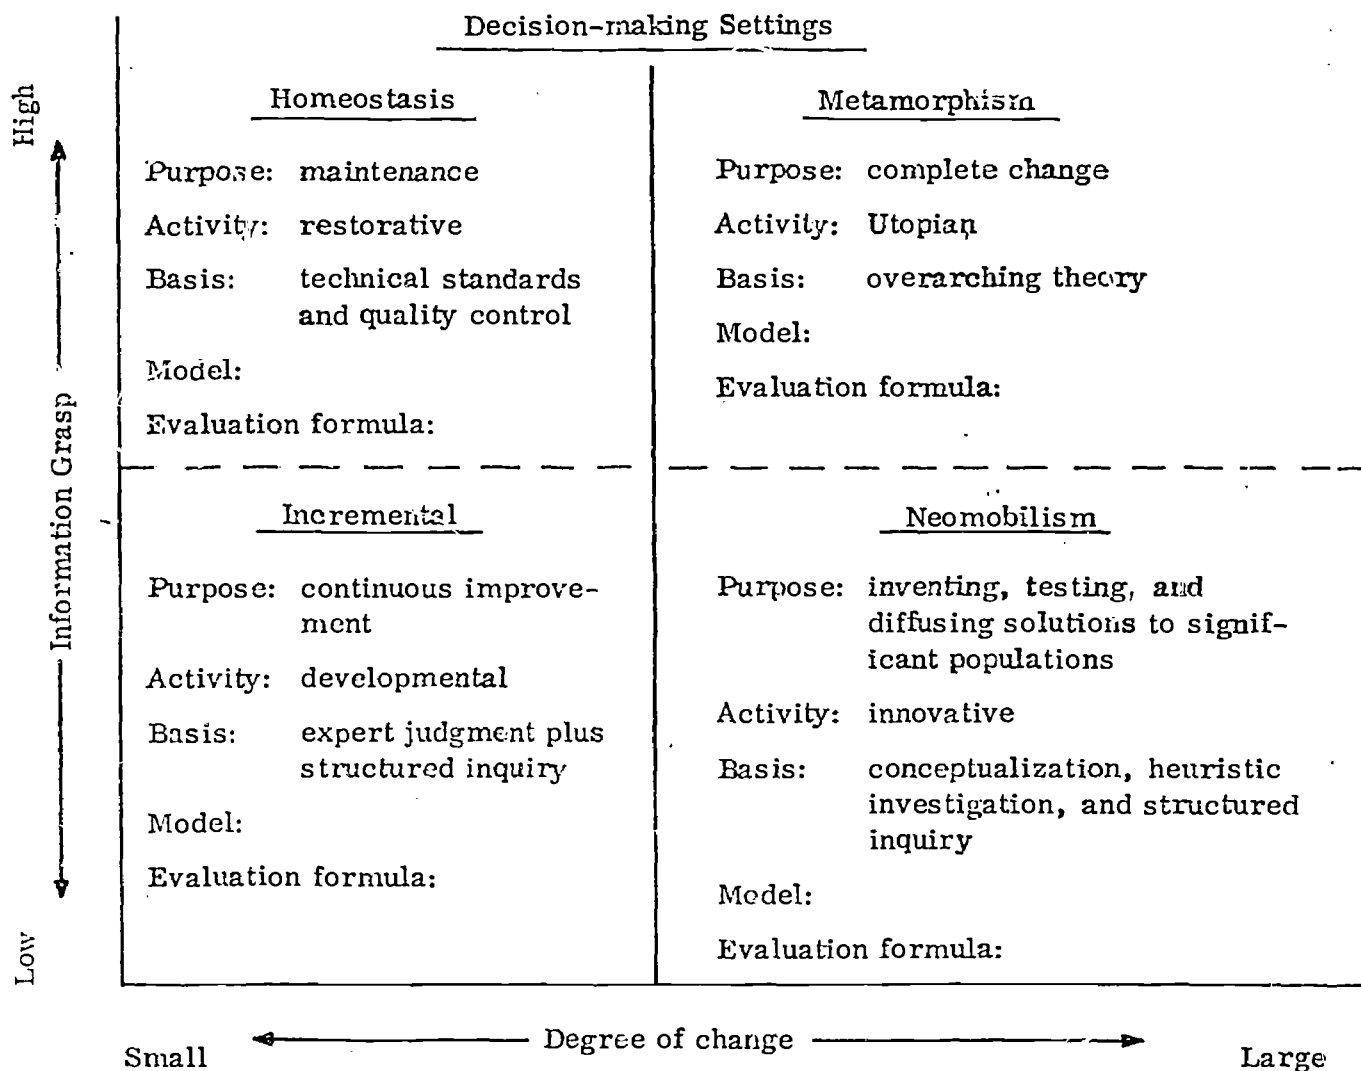 Decision-making Settings
High
Information Grasp
Low
Homeostasis
Purpose: maintenance
Activity: restorative
Basis: technical standards
and quality control
Model:
Evaluation formula:
Metamorphism
Purpose: complete change
Activity: Utopian
Basis: overarching theory
Model:
Evaluation formula:
Incremental
Purpose: continuous improve-
ment
Activity: developmental
Basis: expert judgment plus
structured inquiry
Model:
Evaluation formula:
Neomobilism
Purpose: inventing, testing, and
diffusing solutions to signif-
icant populations
Activity: innovative
Basis: conceptualization, heuristic
investigation, and structured
inquiry
Model:
Evaluation formula:
Small
Degree of change
Large